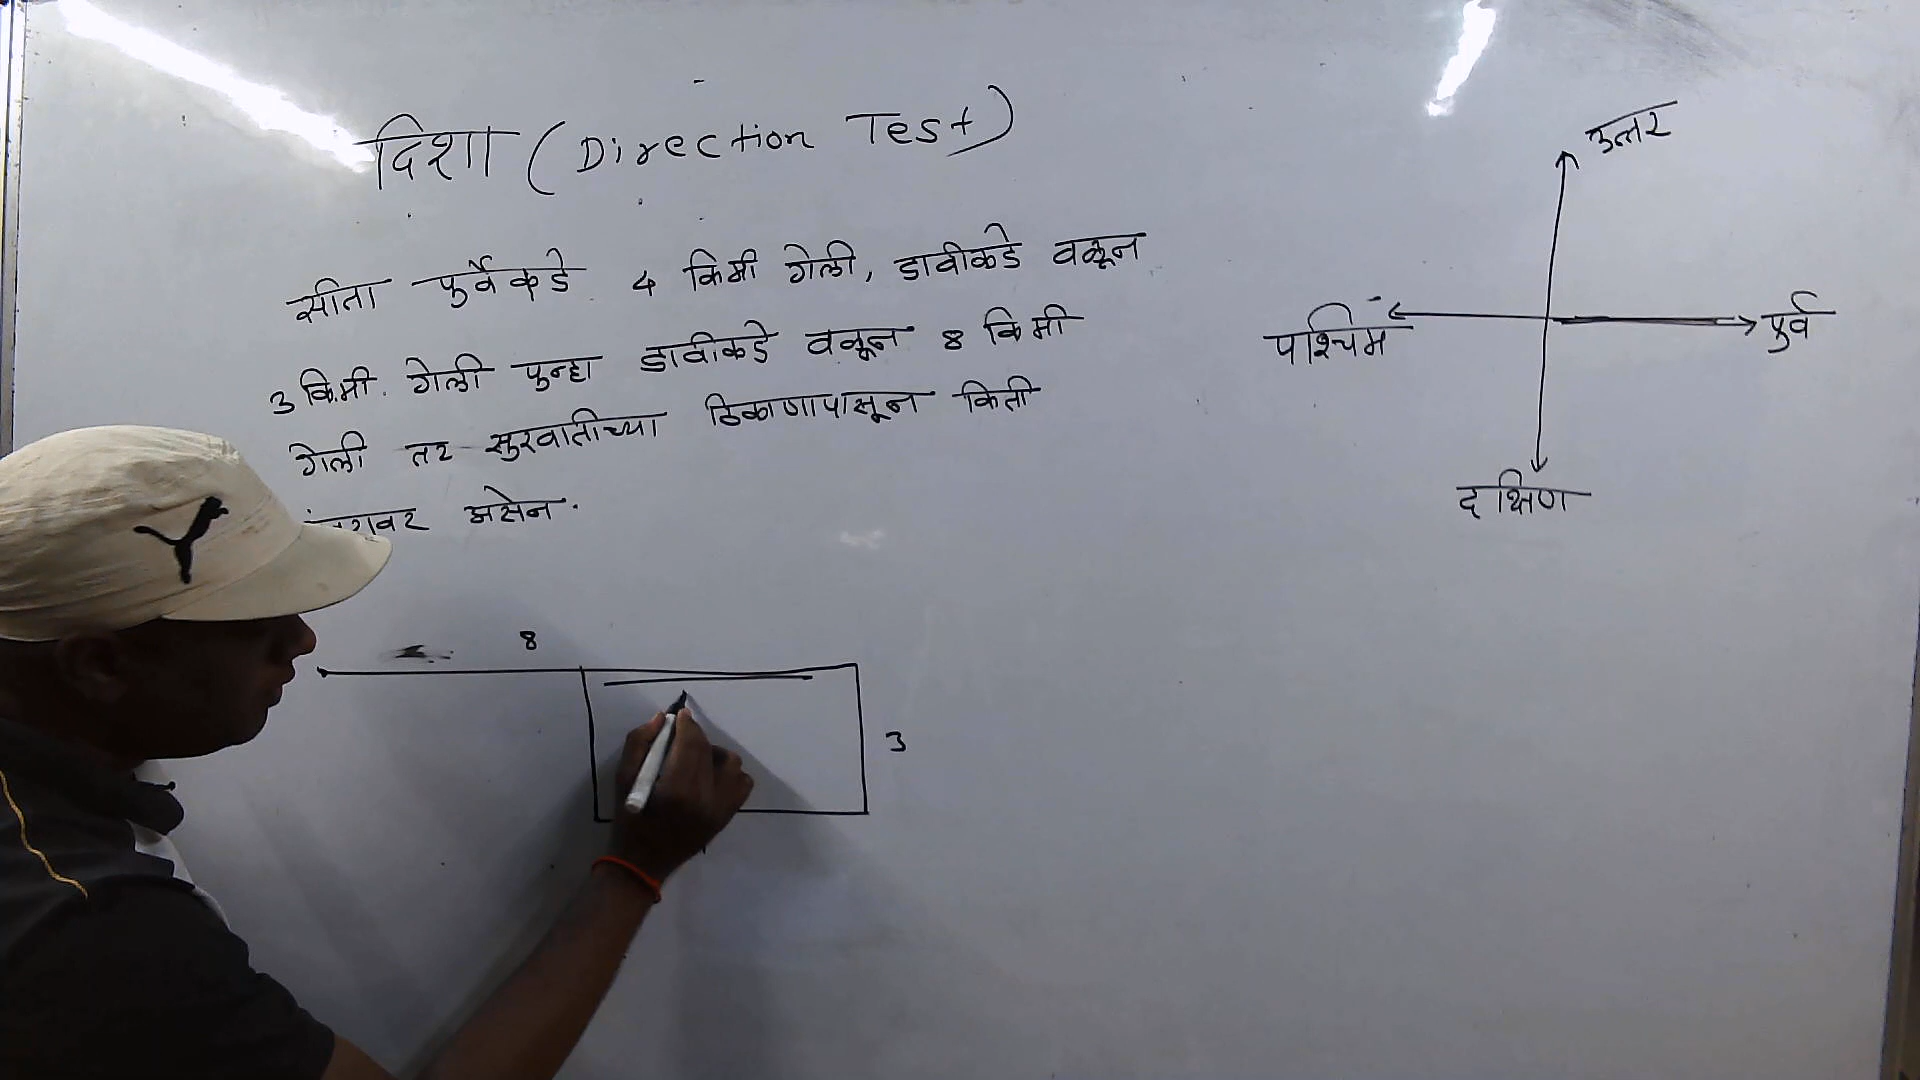 दिशा (Direction Test)
सीता पुर्वेकडे 4 किमी गेली, डावीकडे वळून
3 किमी. गेली पुन्हा डावीकडे वळून 8 किमी
गेली तर सुरवातीच्या ठिकाणापासून किती
असेन.
उत्तर
पश्चिम
पुर्व
दक्षिण
8
3